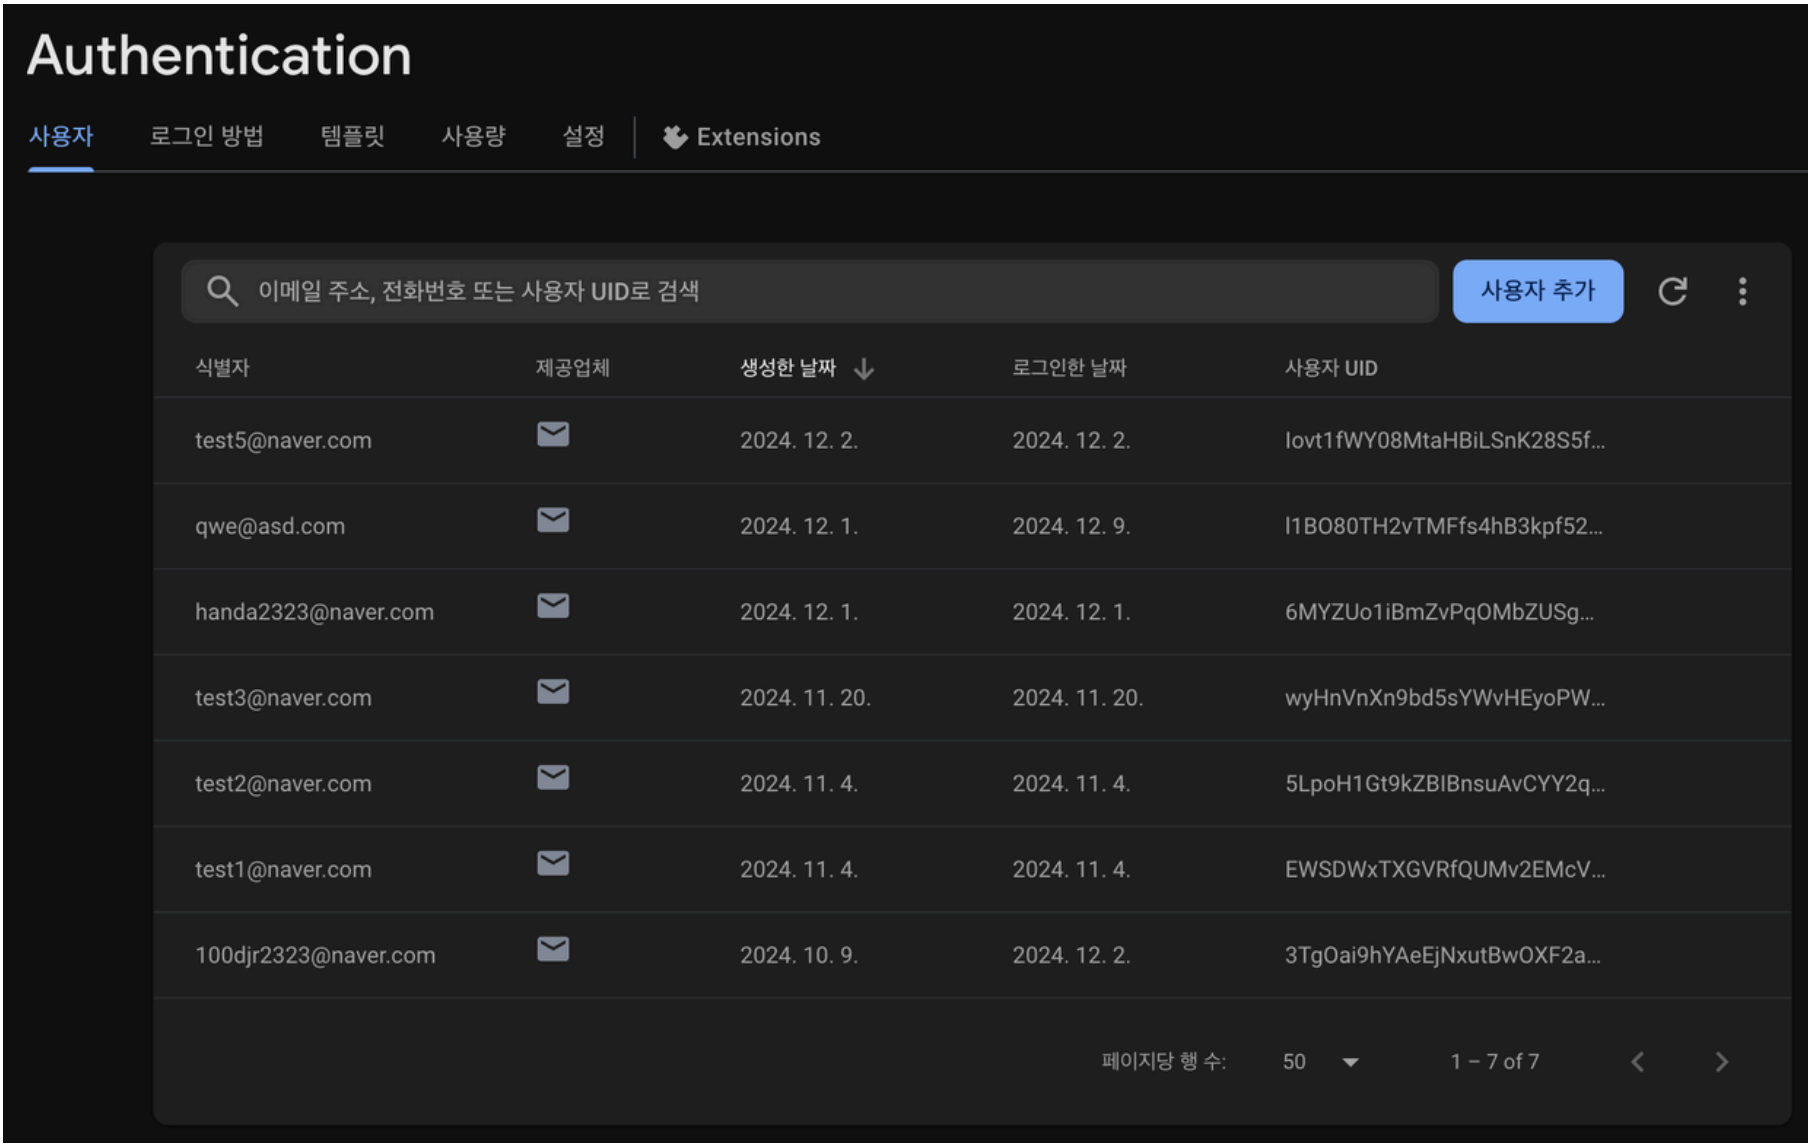 Authentication
사용자 로그인 방법 템플릿 사용량 설정 Extensions
이메일 주소, 전화번호 또는 사용자 UID로 검색 사용자 추가
식별자 제공업체 생성한 날짜 로그인한 날짜 사용자 UID
test5@naver.com 2024. 12. 2. 2024. 12. 2. Iovt1fWY08MtaHBiLSnK28S5f...
qwe@asd.com 2024. 12. 1. 2024. 12. 9. l1BO80TH2vTMFfs4hB3kpf52...
handa2323@naver.com 2024. 12. 1. 2024. 12. 1. 6MYZUo1iBmZvPqOMbZUSg...
test3@naver.com 2024. 11. 20. 2024. 11. 20. wyHnVnXn9bd5sYWvHEyoPW...
test2@naver.com 2024. 11. 4. 2024. 11. 4. 5LpoH1Gt9kZBIBnsuAvCYY2q...
test1@naver.com 2024. 11. 4. 2024. 11. 4. EWSDWxTXGVRfQUMv2EMcV...
100djr2323@naver.com 2024. 10. 9. 2024. 12. 2. 3TgOai9hYAeEjNxutBwOXF2a...
페이지당 행 수: 50 1 – 7 of 7